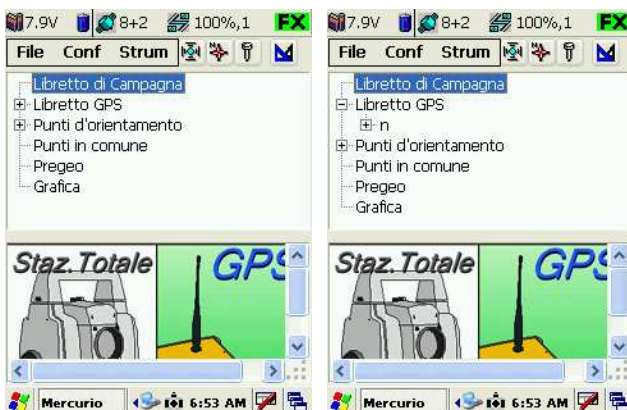 7.9V 8+2 100%,1 FX
File Conf Strum
Libretto di Campagna
Libretto GPS
Punti d'orientamento
Punti in comune
Pregeo
Grafica
Staz. Totale GPS
Mercurio 6:53 AM
7.9V 8+2 100%,1 FX
File Conf Strum
Libretto di Campagna
Libretto GPS
n
Punti d'orientamento
Punti in comune
Pregeo
Grafica
Staz. Totale GPS
Mercurio 6:53 AM